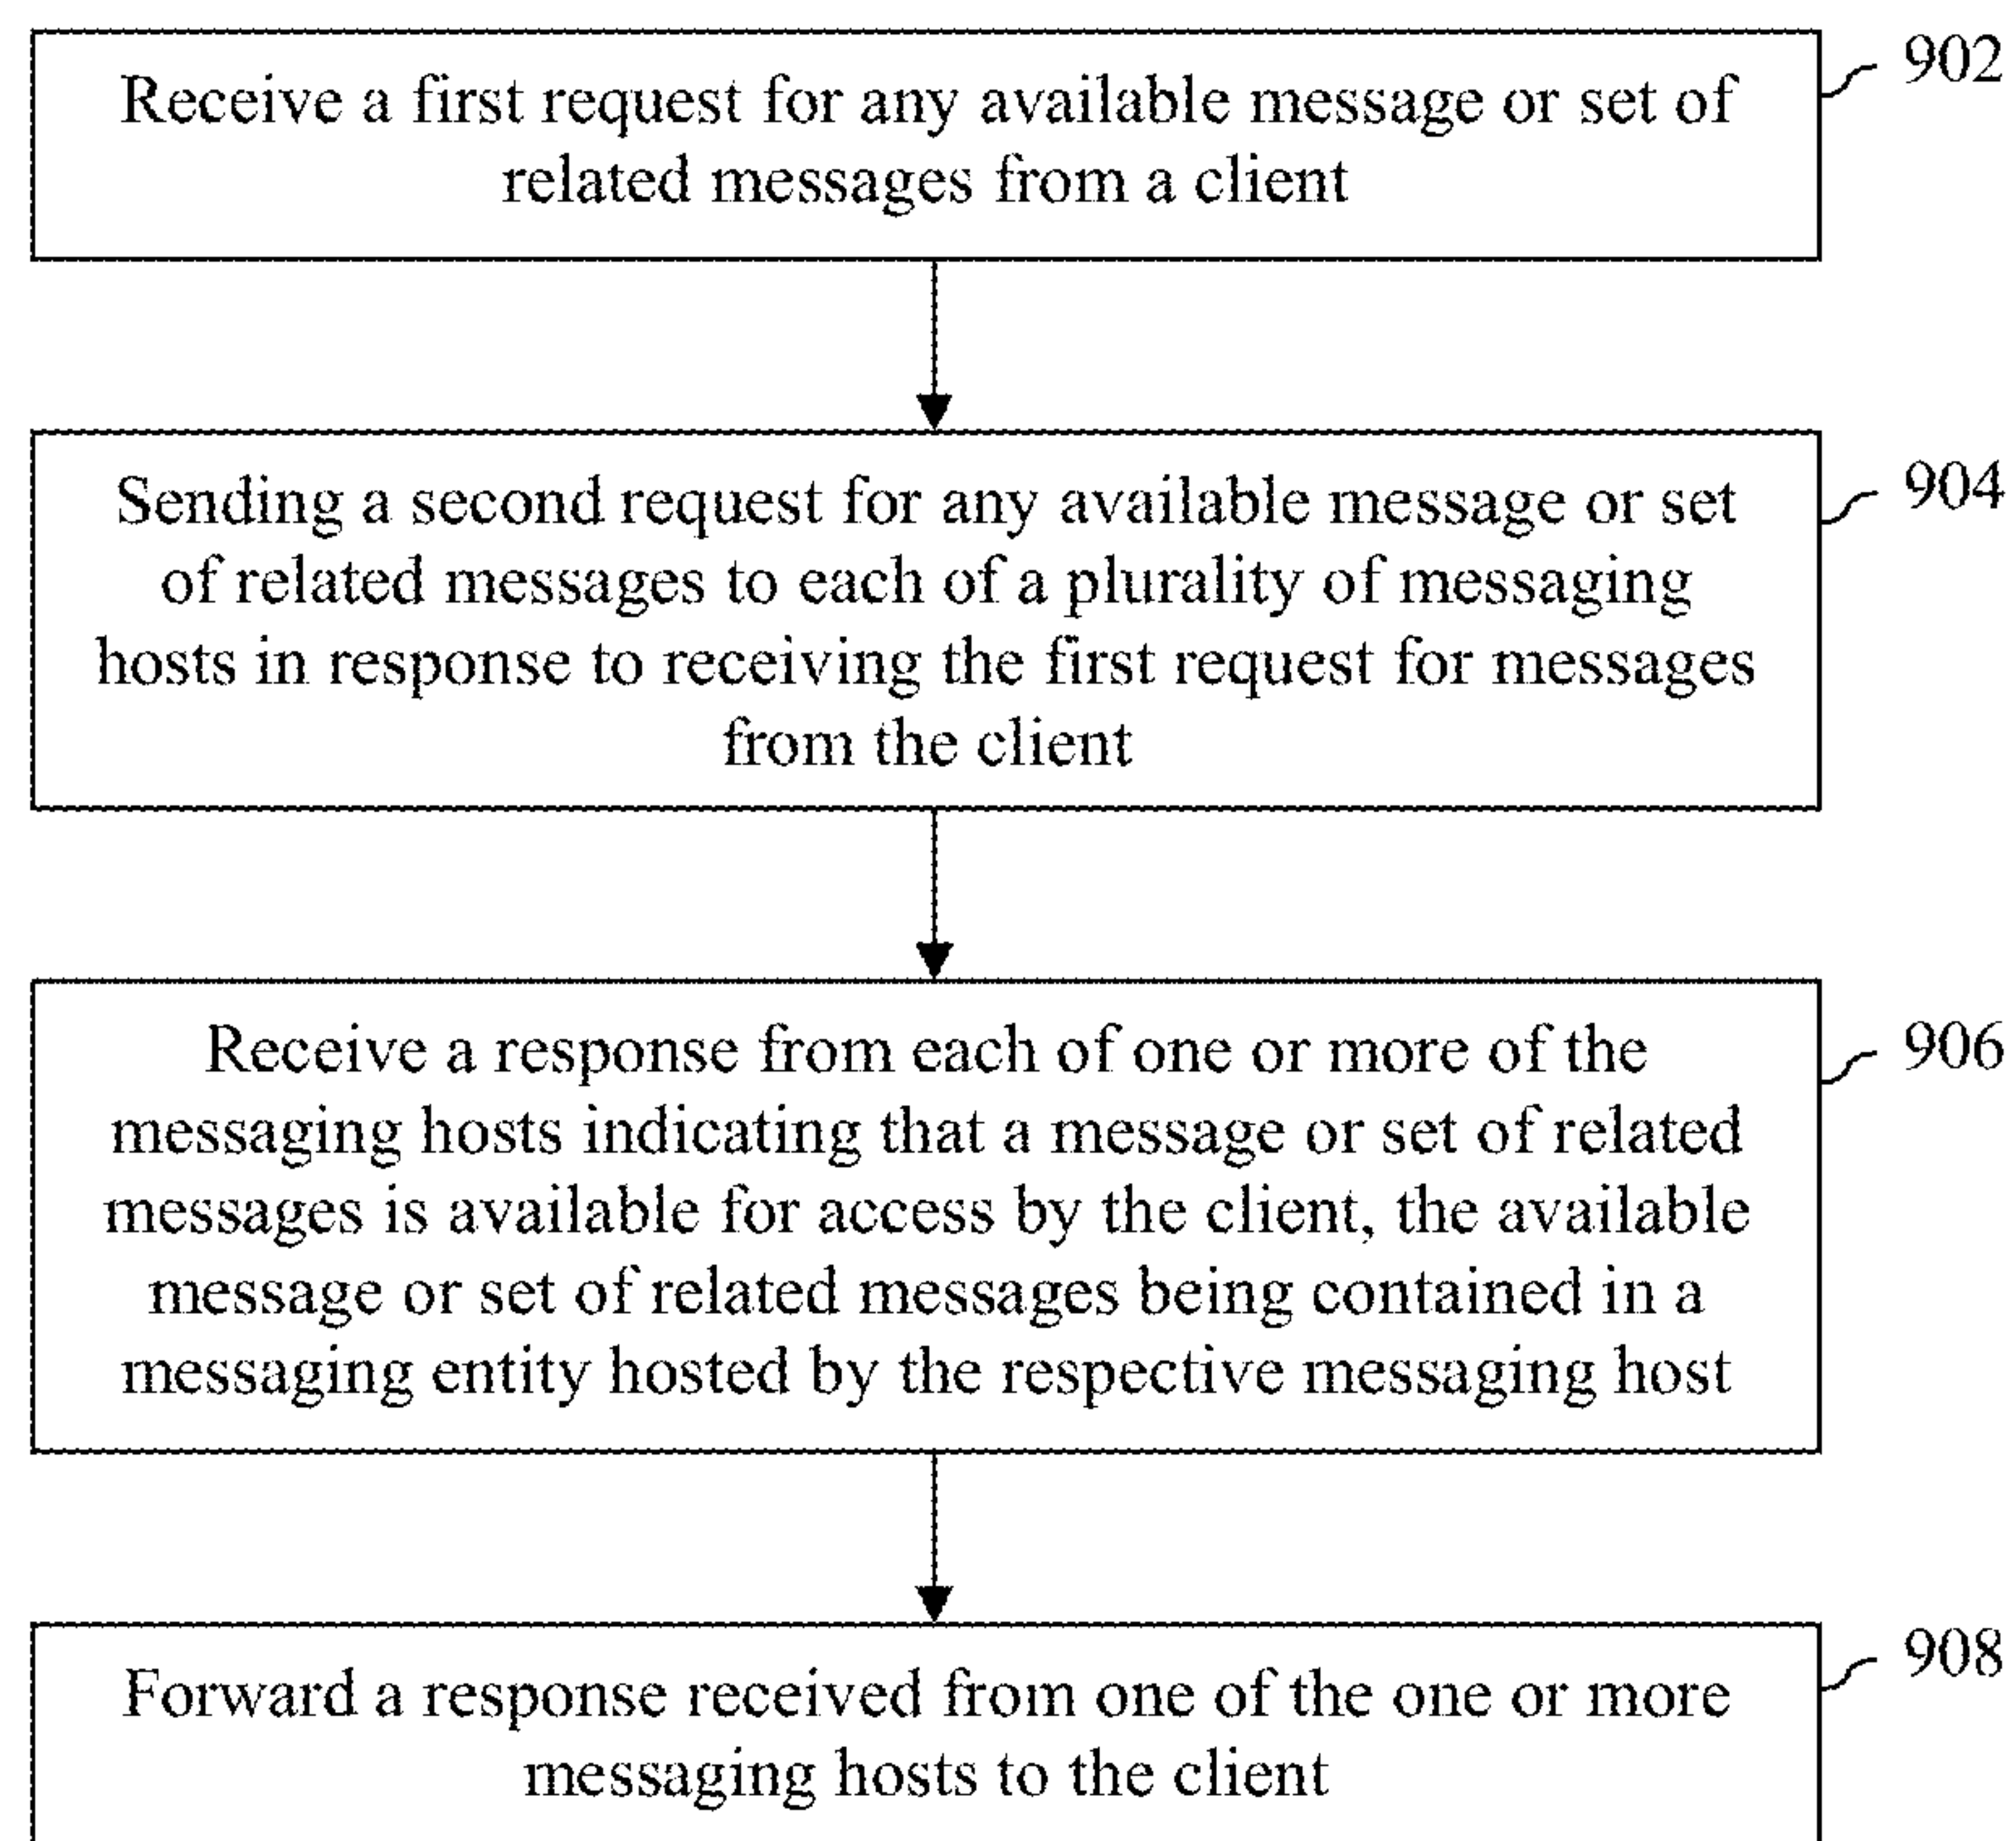 Receive a first request for any available message or set of
related messages from a client
902
Sending a second request for any available message or set
of related messages to each of a plurality of messaging
hosts in response to receiving the first request for messages
from the client
904
Receive a response from each of one or more of the
messaging hosts indicating that a message or set of related
messages is available for access by the client, the available
message or set of related messages being contained in a
messaging entity hosted by the respective messaging host
906
Forward a response received from one of the one or more
messaging hosts to the client
908